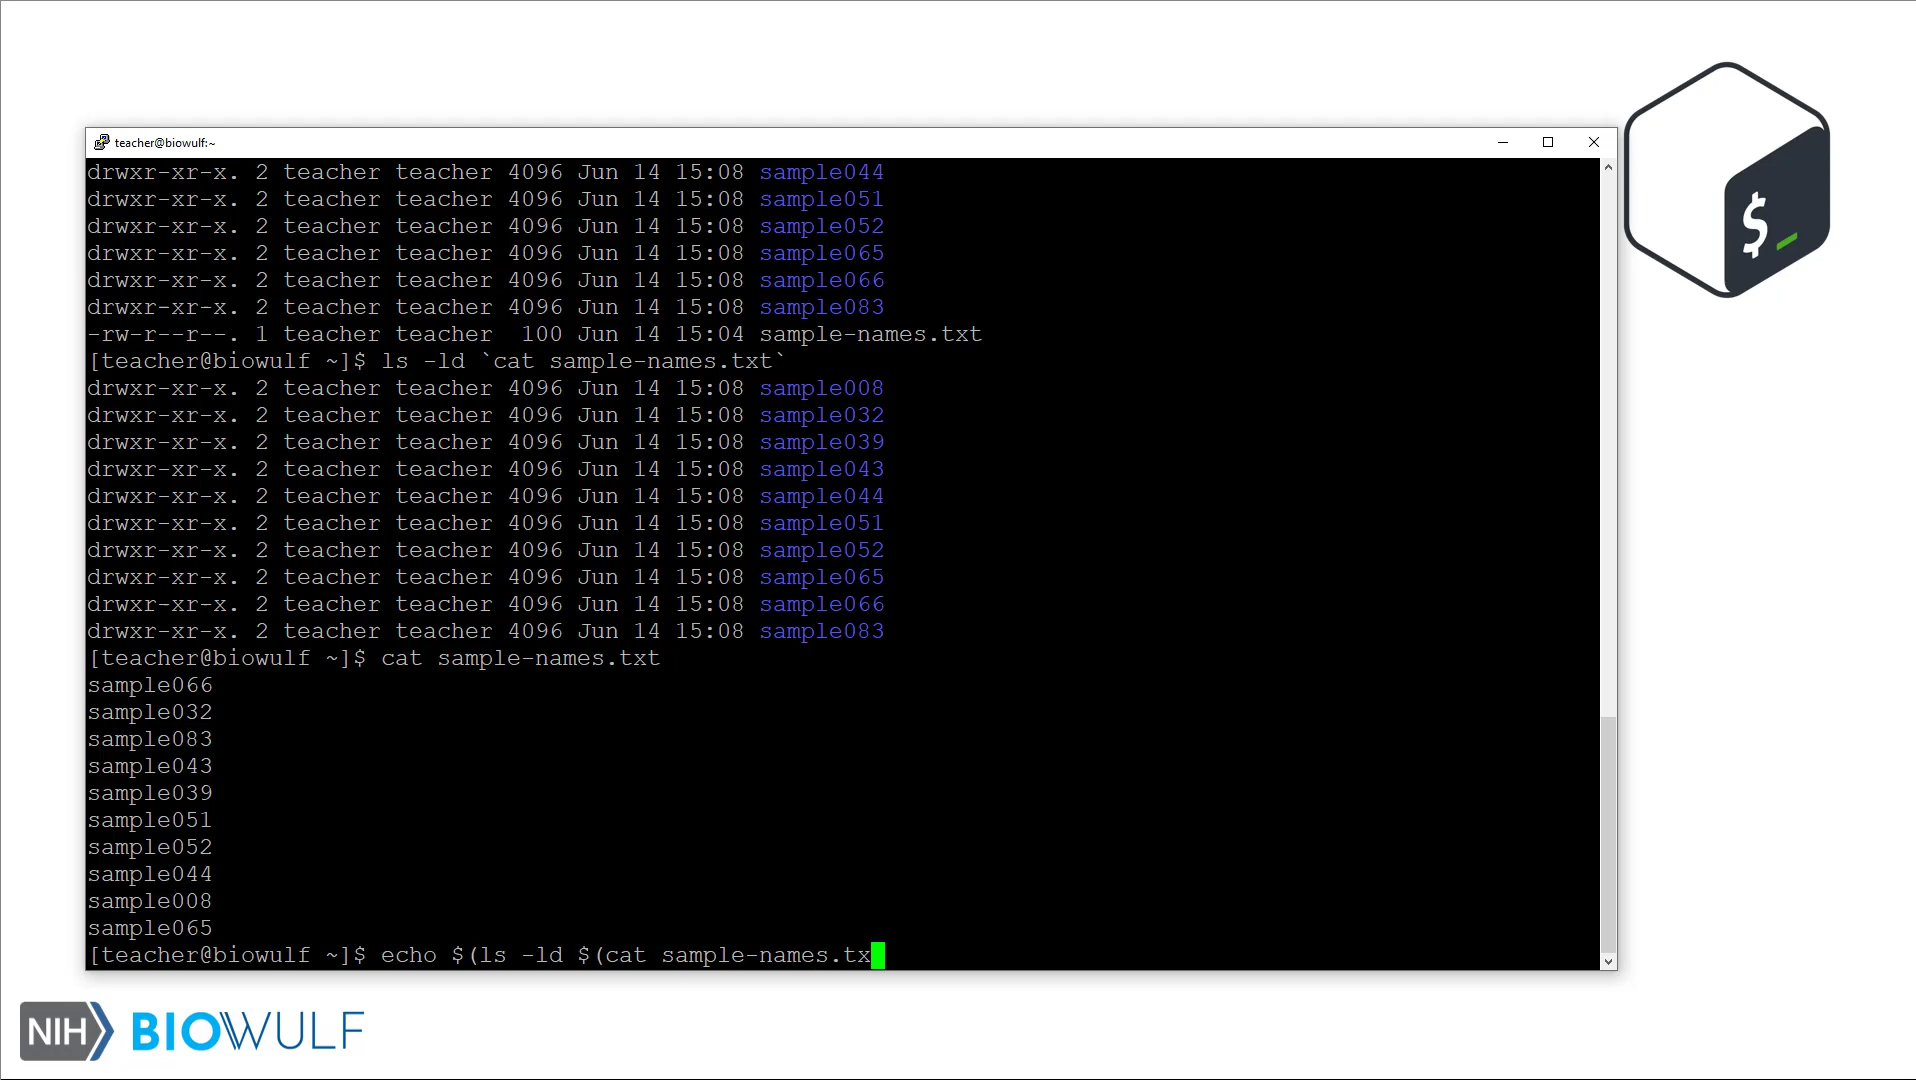 teacher@biowulf:~
drwxr-xr-x. 2 teacher teacher 4096 Jun 14 15:08 sample044
drwxr-xr-x. 2 teacher teacher 4096 Jun 14 15:08 sample051
drwxr-xr-x. 2 teacher teacher 4096 Jun 14 15:08 sample052
drwxr-xr-x. 2 teacher teacher 4096 Jun 14 15:08 sample065
drwxr-xr-x. 2 teacher teacher 4096 Jun 14 15:08 sample066
drwxr-xr-x. 2 teacher teacher 4096 Jun 14 15:08 sample083
-rw-r--r--. 1 teacher teacher  100 Jun 14 15:04 sample-names.txt
[teacher@biowulf ~]$ ls -ld `cat sample-names.txt`
drwxr-xr-x. 2 teacher teacher 4096 Jun 14 15:08 sample008
drwxr-xr-x. 2 teacher teacher 4096 Jun 14 15:08 sample032
drwxr-xr-x. 2 teacher teacher 4096 Jun 14 15:08 sample039
drwxr-xr-x. 2 teacher teacher 4096 Jun 14 15:08 sample043
drwxr-xr-x. 2 teacher teacher 4096 Jun 14 15:08 sample044
drwxr-xr-x. 2 teacher teacher 4096 Jun 14 15:08 sample051
drwxr-xr-x. 2 teacher teacher 4096 Jun 14 15:08 sample052
drwxr-xr-x. 2 teacher teacher 4096 Jun 14 15:08 sample065
drwxr-xr-x. 2 teacher teacher 4096 Jun 14 15:08 sample066
drwxr-xr-x. 2 teacher teacher 4096 Jun 14 15:08 sample083
[teacher@biowulf ~]$ cat sample-names.txt
sample066
sample032
sample083
sample043
sample039
sample051
sample052
sample044
sample008
sample065
[teacher@biowulf ~]$ echo $(ls -ld $(cat sample-names.tx
$_
NIH BIOWULF